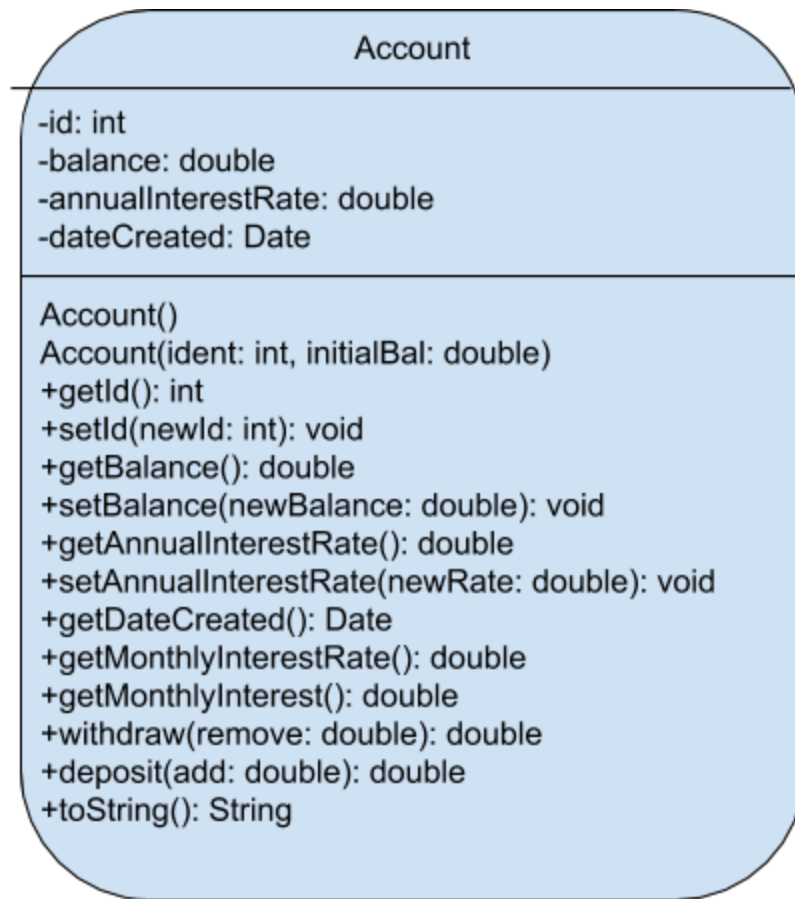 Account
-id: int
-balance: double
-annualInterestRate: double
-dateCreated: Date
Account()
Account(ident: int, initialBal: double)
+getId(): int
+setId(newId: int): void
+getBalance(): double
+setBalance(newBalance: double): void
+getAnnualInterestRate(): double
+setAnnualInterestRate(newRate: double): void
+getDateCreated(): Date
+getMonthlyInterestRate(): double
+getMonthlyInterest(): double
+withdraw(remove: double): double
+deposit(add: double): double
+toString(): String